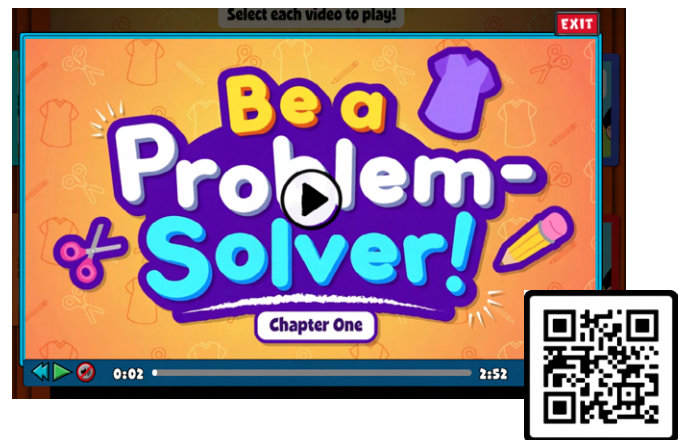 Select each video to play!
EXIT
Be a
Problem-
Solver!
Chapter One
0:02
2:52